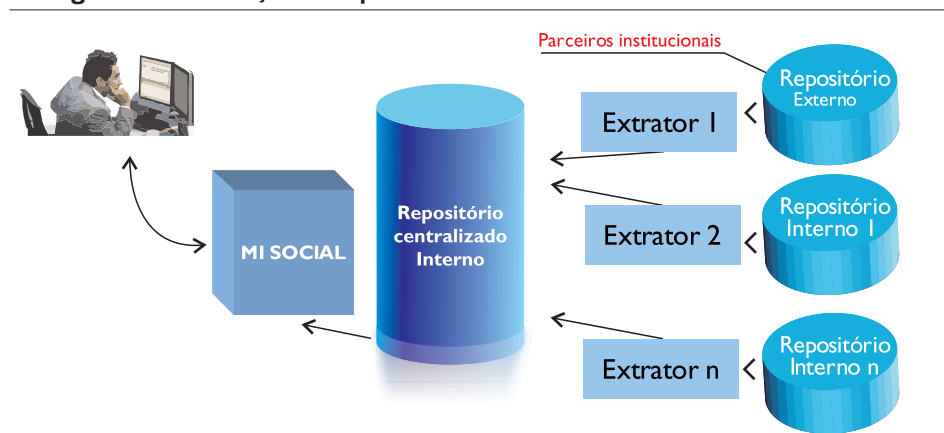 Parceiros institucionais
Repositório
Externo
Extrator 1
Repositório
Interno 1
Extrator 2
Repositório
centralizado
Interno
MI SOCIAL
Repositório
Interno n
Extrator n